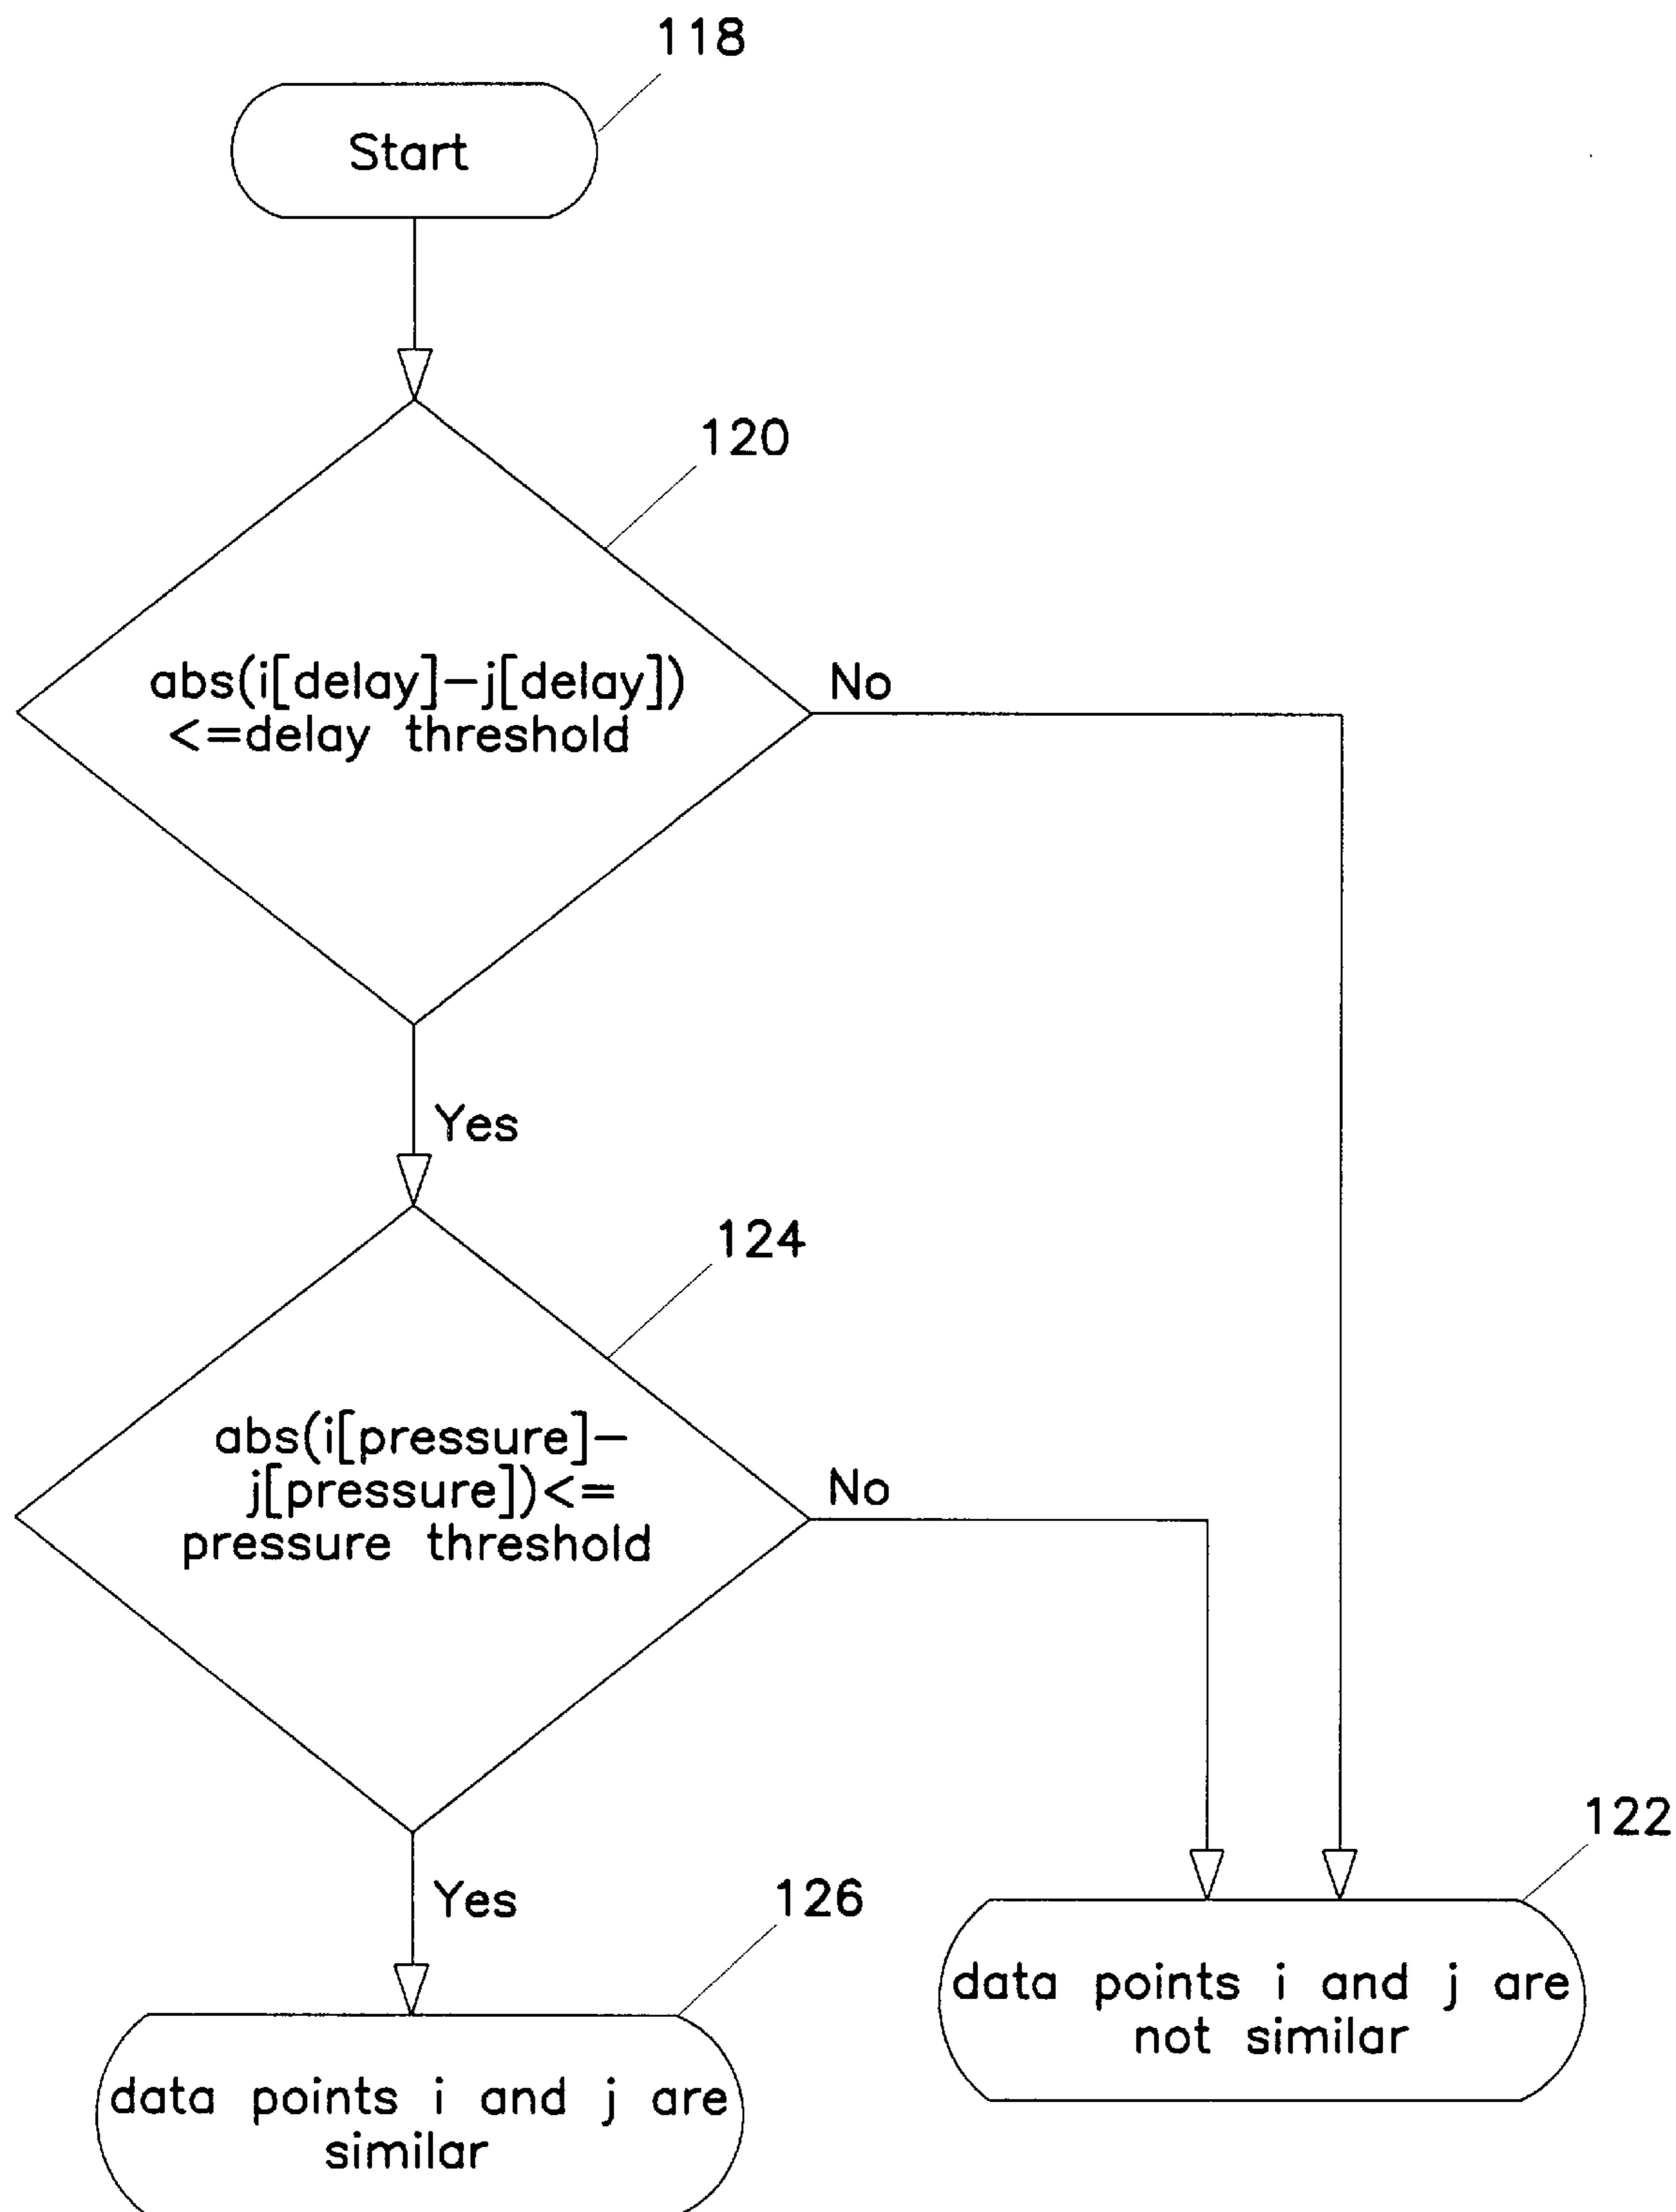 118
Start
120
abs(i[delay]-j[delay])
<=delay threshold
No
Yes
124
abs(i[pressure]-
j[pressure])<=
pressure threshold
No
Yes
126
data points i and j are
similar
122
data points i and j are
not similar